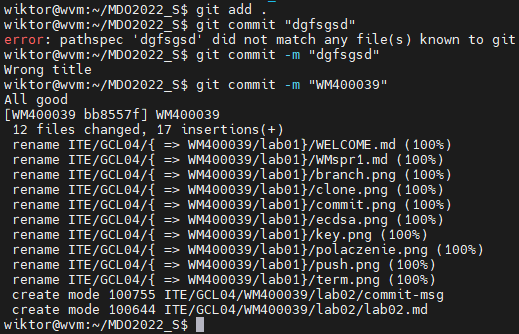 wiktor@wvm:~/MDO2022_S$ git add .
wiktor@wvm:~/MDO2022_S$ git commit "dgfsgsd"
error: pathspec 'dgfsgsd' did not match any file(s) known to git
wiktor@wvm:~/MDO2022_S$ git commit -m "dgfsgsd"
Wrong title
wiktor@wvm:~/MDO2022_S$ git commit -m "WM400039"
All good
[WM400039 bb8557f] WM400039
 12 files changed, 17 insertions(+)
 rename ITE/GCL04/{ => WM400039/lab01}/WELCOME.md (100%)
 rename ITE/GCL04/{ => WM400039/lab01}/WMspr1.md (100%)
 rename ITE/GCL04/{ => WM400039/lab01}/branch.png (100%)
 rename ITE/GCL04/{ => WM400039/lab01}/clone.png (100%)
 rename ITE/GCL04/{ => WM400039/lab01}/commit.png (100%)
 rename ITE/GCL04/{ => WM400039/lab01}/ecdsa.png (100%)
 rename ITE/GCL04/{ => WM400039/lab01}/key.png (100%)
 rename ITE/GCL04/{ => WM400039/lab01}/polaczenie.png (100%)
 rename ITE/GCL04/{ => WM400039/lab01}/push.png (100%)
 rename ITE/GCL04/{ => WM400039/lab01}/term.png (100%)
 create mode 100755 ITE/GCL04/WM400039/lab02/commit-msg
 create mode 100644 ITE/GCL04/WM400039/lab02/lab02.md
wiktor@wvm:~/MDO2022_S$